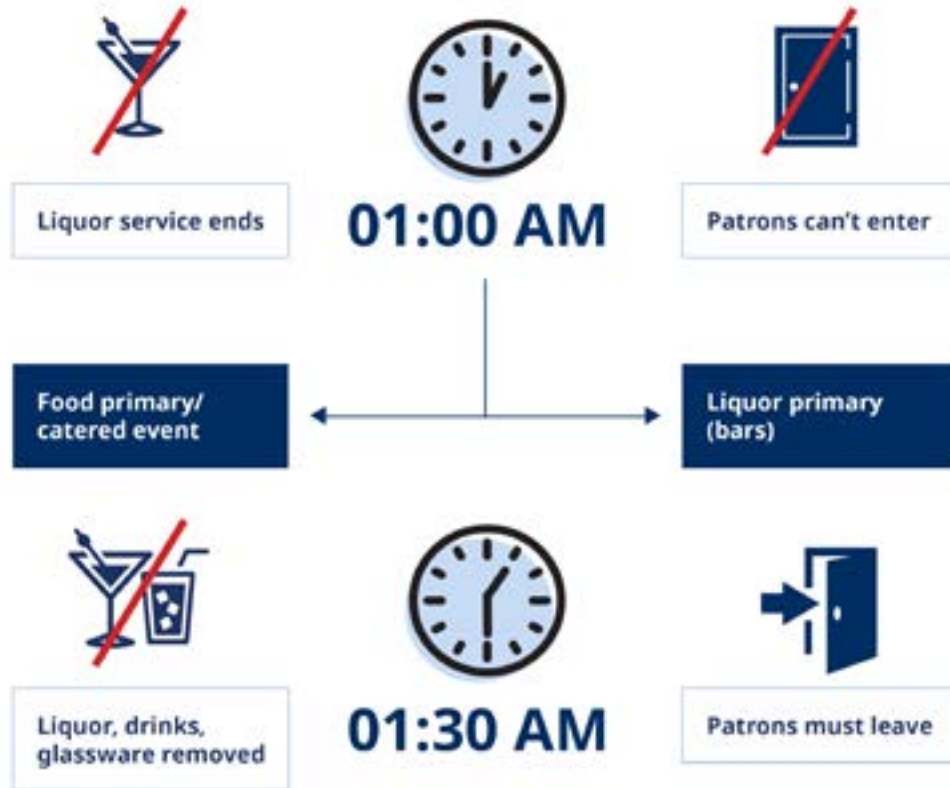 Liquor service ends
01:00 AM
Patrons can’t enter
Food primary/
catered event
Liquor primary
(bars)
Liquor, drinks,
glassware removed
01:30 AM
Patrons must leave